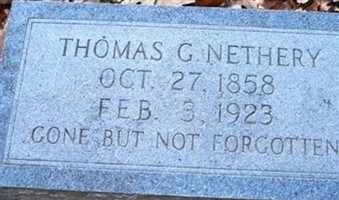 THOMAS G. NETHERY
OCT. 27, 1858
FEB. 3, 1923
GONE BUT NOT FORGOTTEN